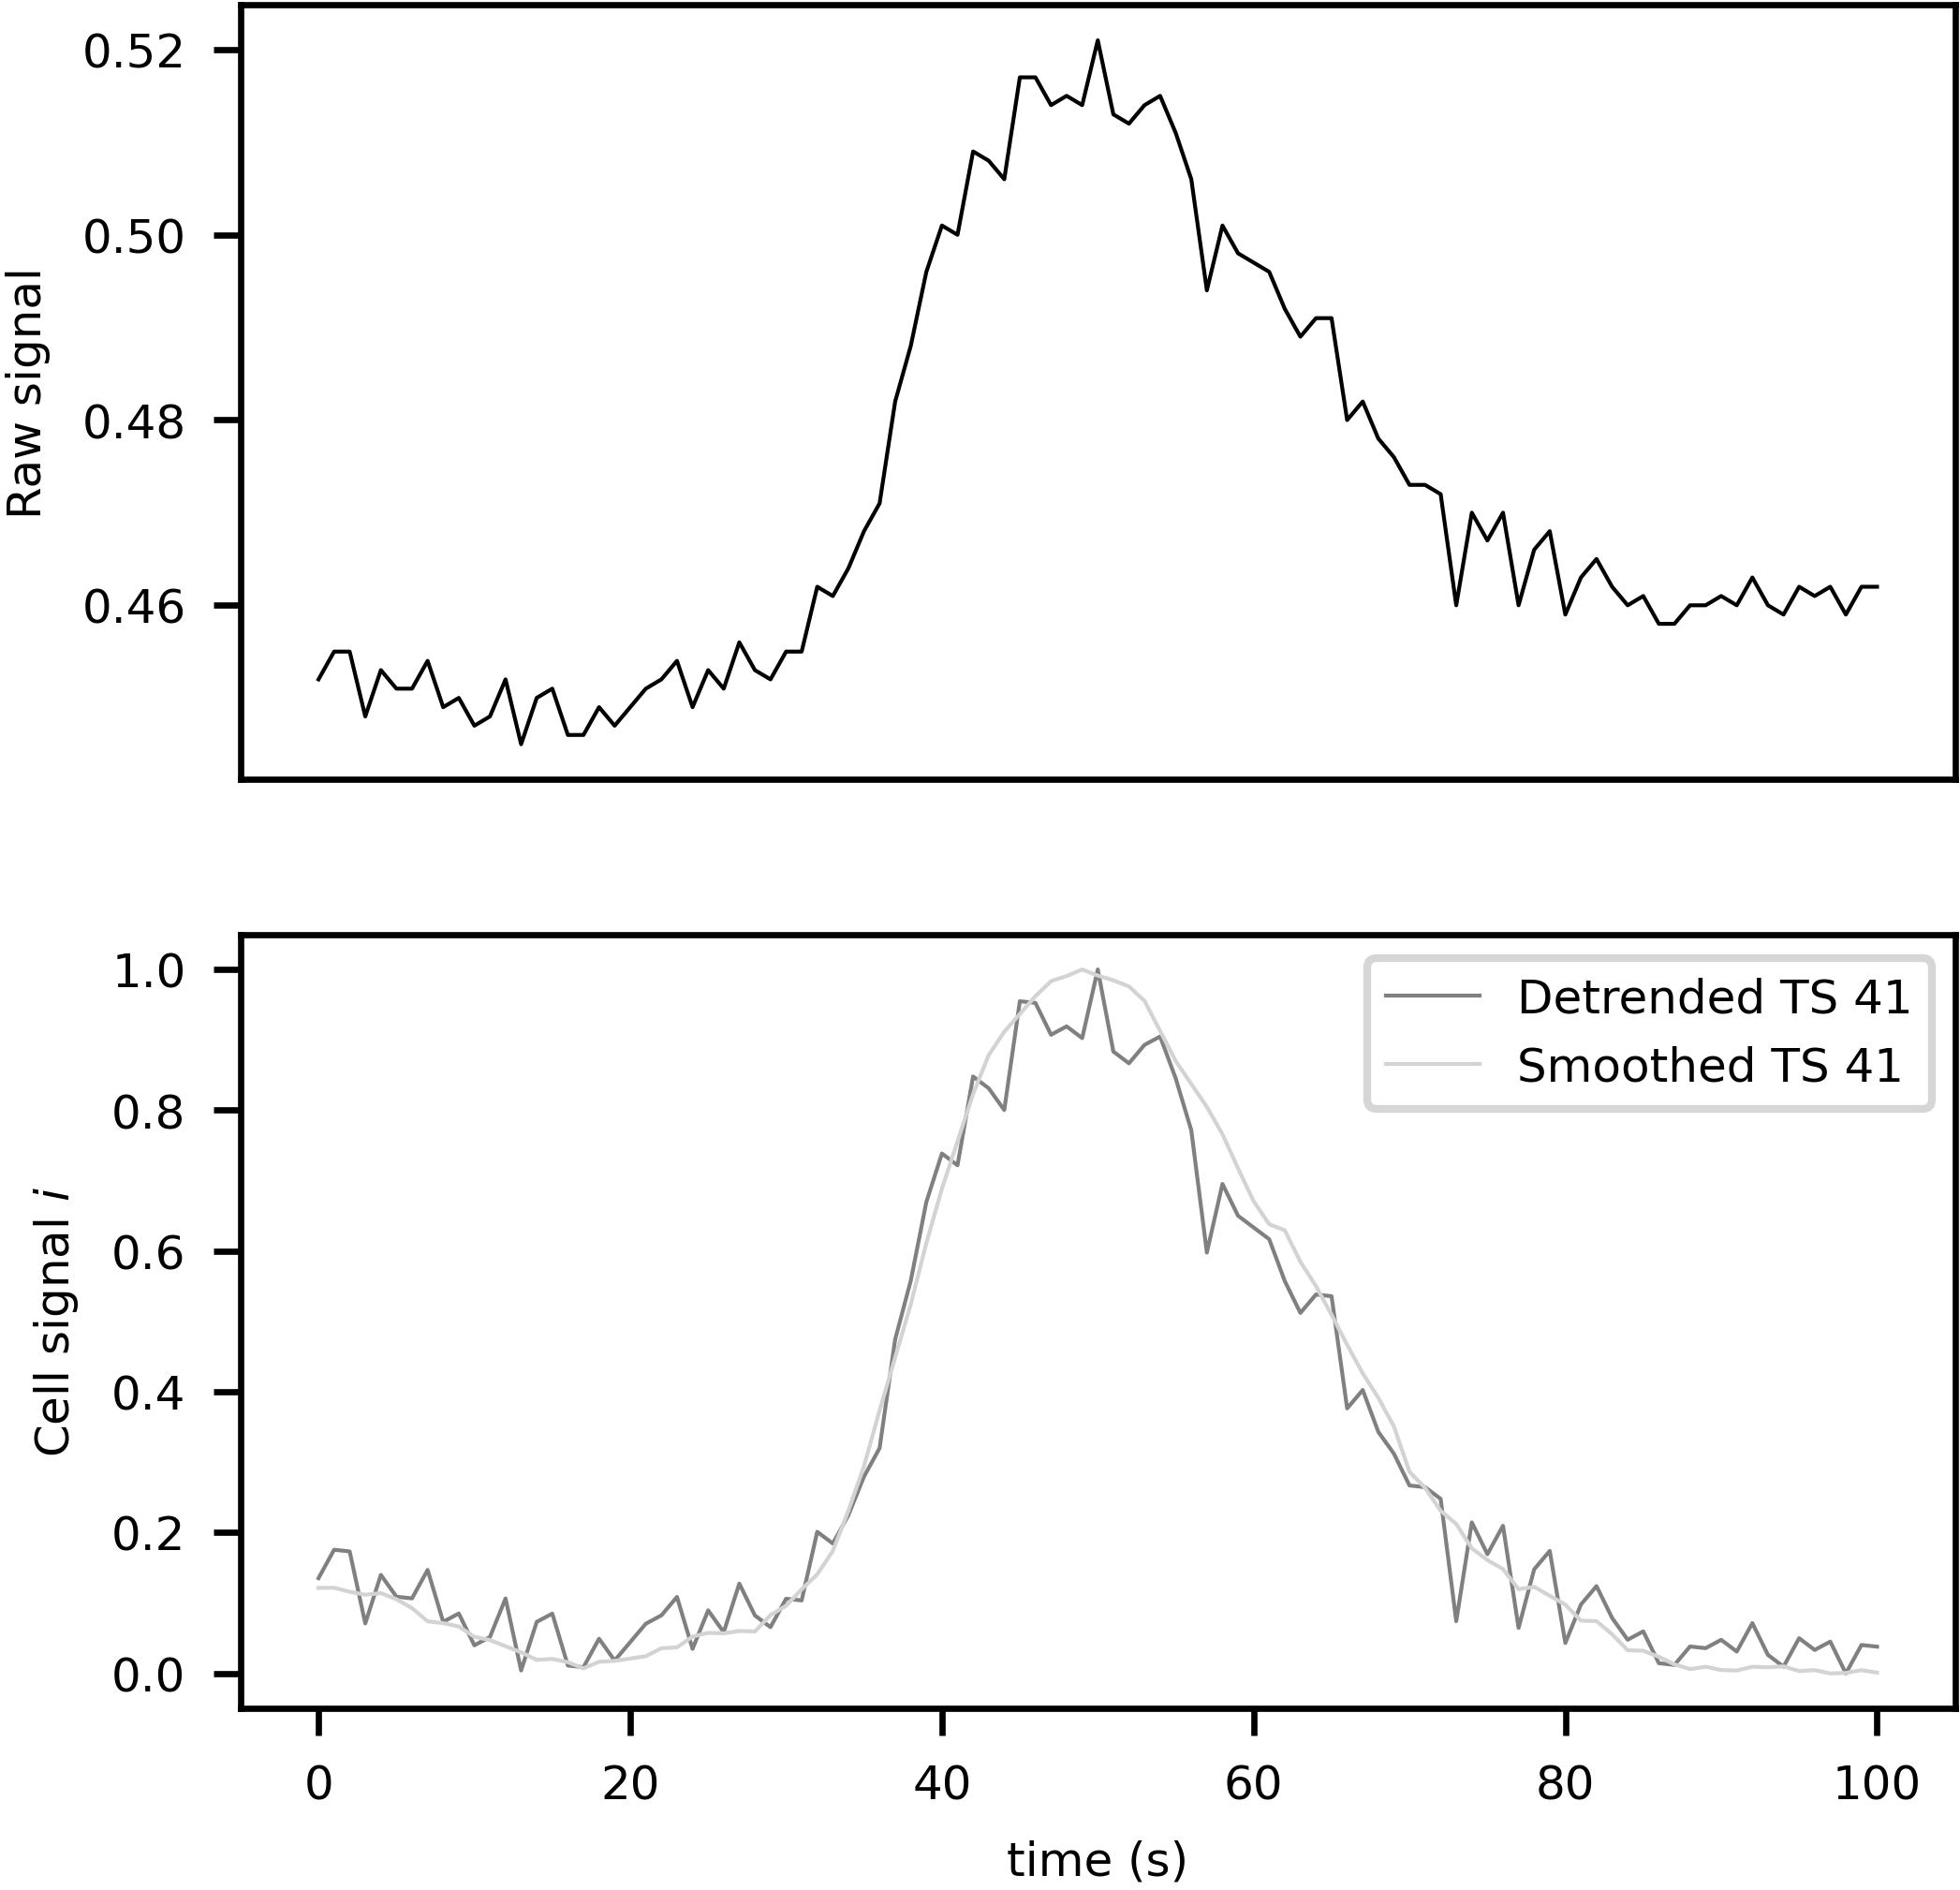 Raw signal
0.52
0.50
0.48
0.46
Cell signal i
1.0
0.8
0.6
0.4
0.2
0.0
Detrended TS 41
Smoothed TS 41
0 20 40 60 80 100
time (s)